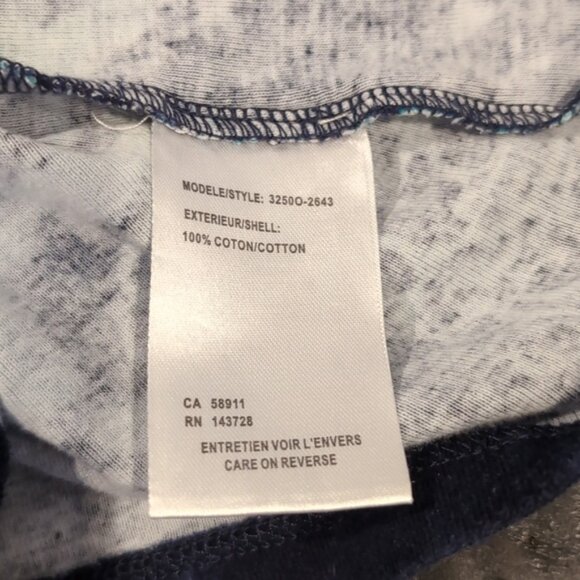 MODELE/STYLE: 3250O-2643
EXTERIEUR/SHELL:
100% COTON/COTTON
CA 58911
RN 143728
ENTRETIEN VOIR L'ENVERS
CARE ON REVERSE